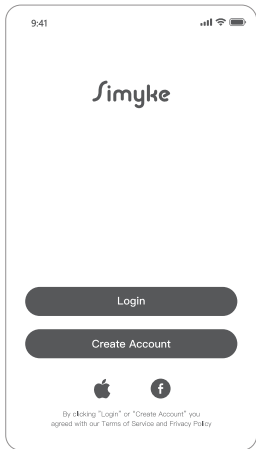 9:41
Simyke
Login
Create Account
By clicking "Login" or "Create Account" you
agreed with our Terms of Service and Privacy Policy